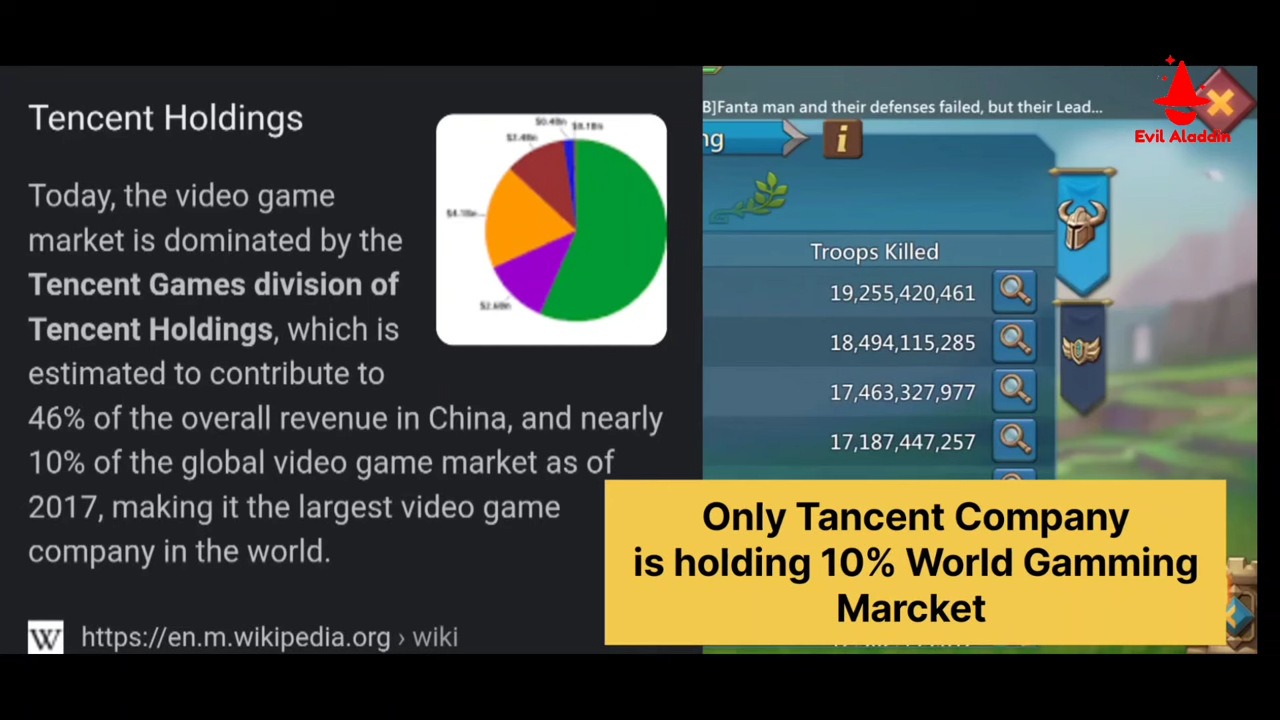 Tencent Holdings
Today, the video game
market is dominated by the
Tencent Games division of
Tencent Holdings, which is
estimated to contribute to
46% of the overall revenue in China, and nearly
10% of the global video game market as of
2017, making it the largest video game
company in the world.
https://en.m.wikipedia.org › wiki
B]Fanta man and their defenses failed, but their Lead...
Evil Aladdin
ng
i
Troops Killed
19,255,420,461
18,494,115,285
17,463,327,977
17,187,447,257
Only Tancent Company
is holding 10% World Gamming
Marcket